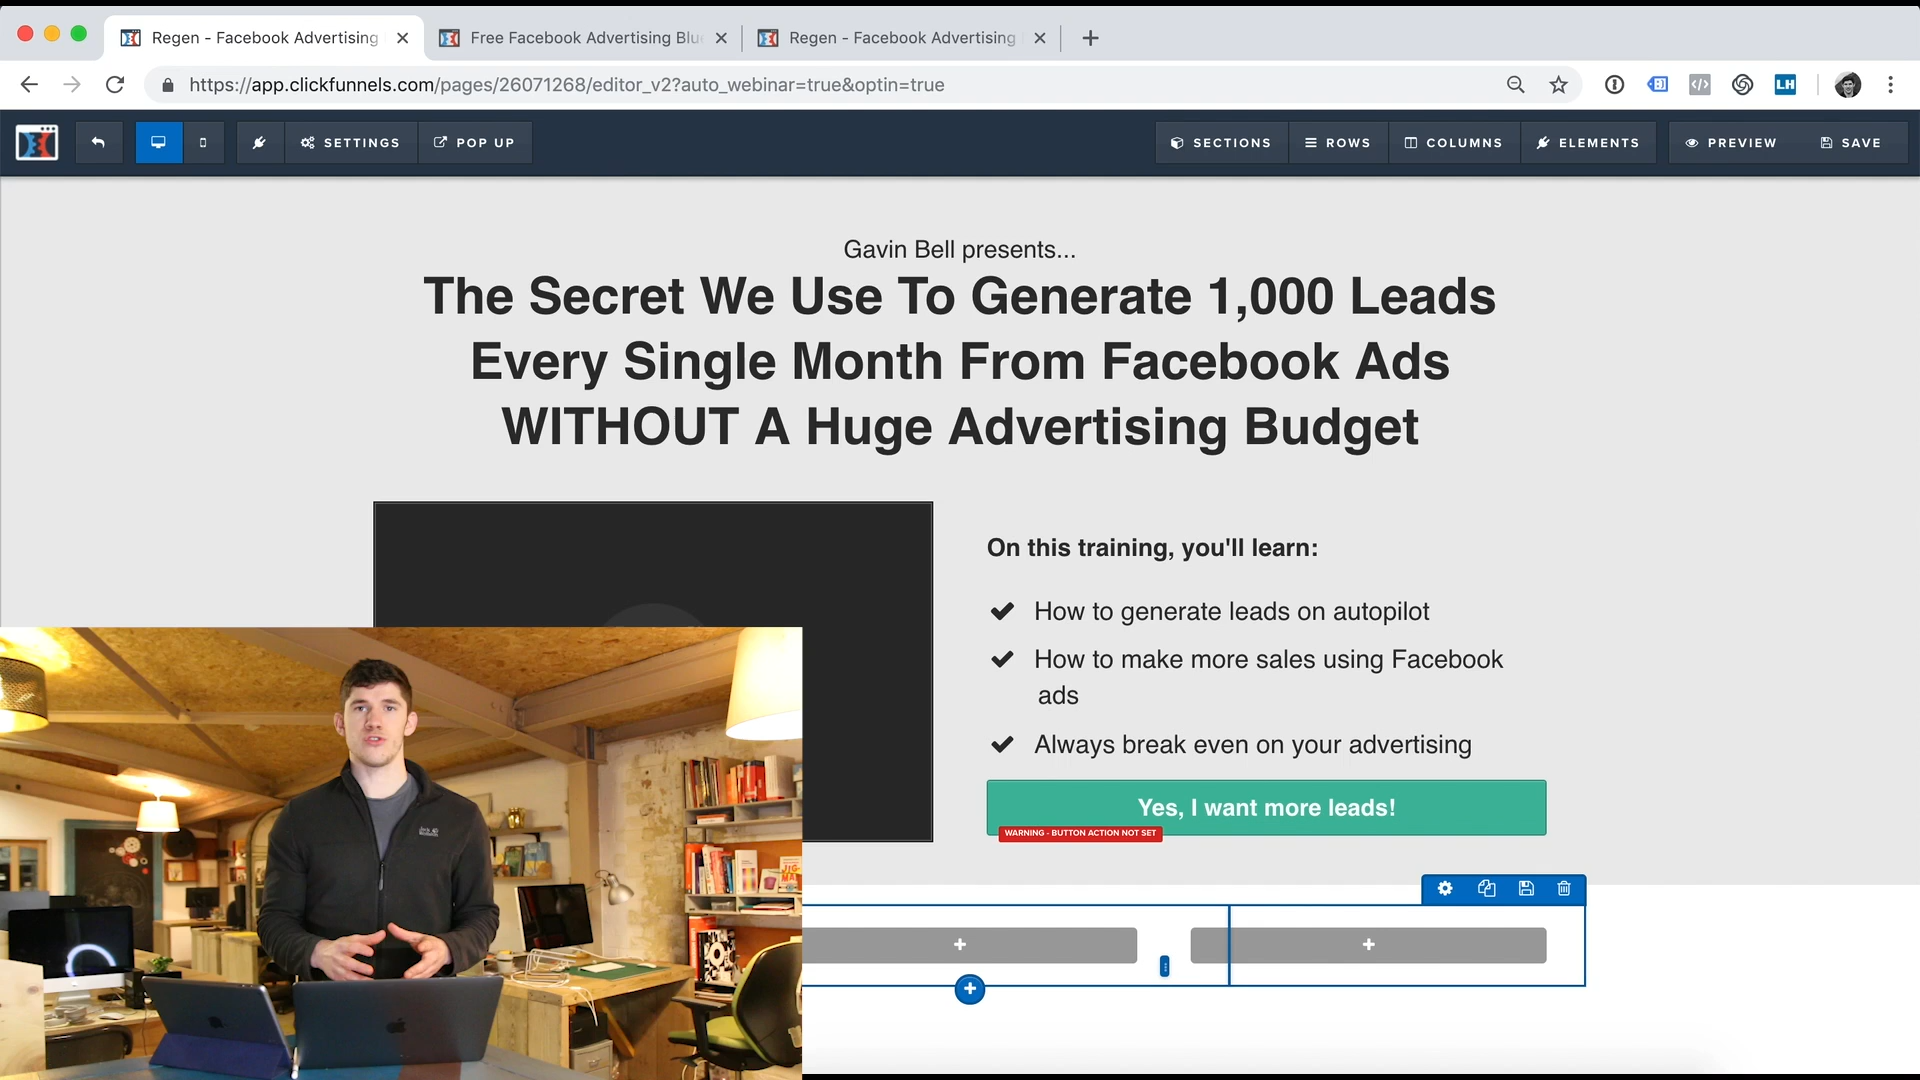 Regen - Facebook Advertising
Free Facebook Advertising Blu
Regen - Facebook Advertising
https://app.clickfunnels.com/pages/26071268/editor_v2?auto_webinar=true&optin=true
LH
SETTINGS
POP UP
SECTIONS
ROWS
COLUMNS
ELEMENTS
PREVIEW
SAVE
Gavin Bell presents...
The Secret We Use To Generate 1,000 Leads
Every Single Month From Facebook Ads
WITHOUT A Huge Advertising Budget
On this training, you'll learn:
How to generate leads on autopilot
How to make more sales using Facebook
ads
Always break even on your advertising
Yes, I want more leads!
WARNING - BUTTON ACTION NOT SET